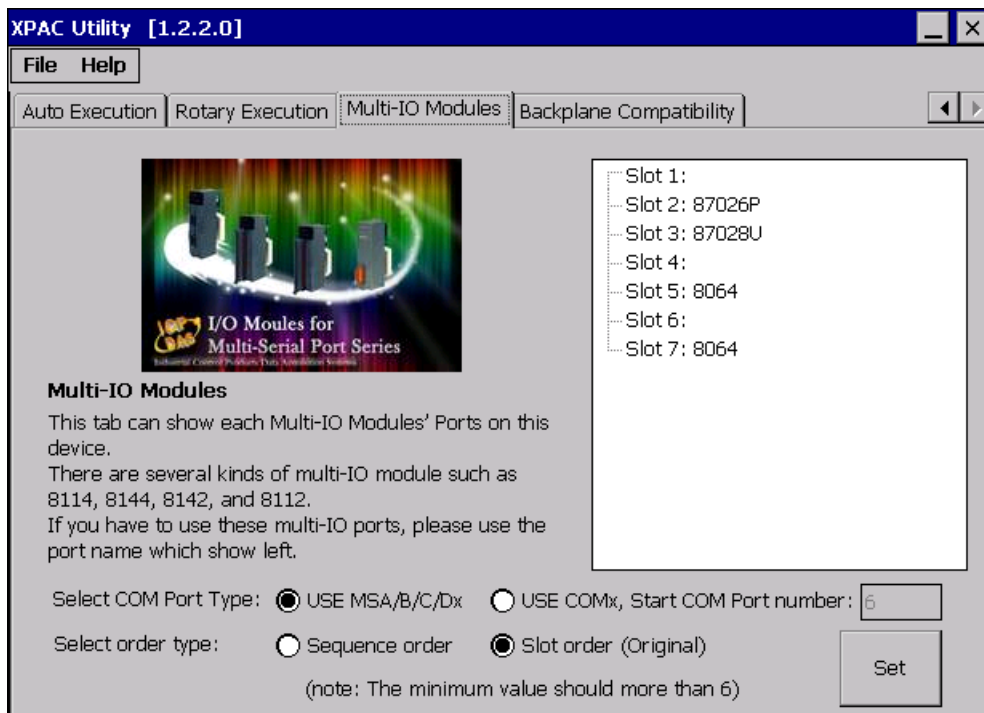 XPAC Utility [1.2.2.0]
File Help
Auto Execution Rotary Execution Multi-IO Modules Backplane Compatibility
I/O Moules for
Multi-Serial Port Series
Industrial Control Products Data Acquisition Systems
Slot 1:
Slot 2: 87026P
Slot 3: 87028U
Slot 4:
Slot 5: 8064
Slot 6:
Slot 7: 8064
Multi-IO Modules
This tab can show each Multi-IO Modules' Ports on this
device.
There are several kinds of multi-IO module such as
8114, 8144, 8142, and 8112.
If you have to use these multi-IO ports, please use the
port name which show left.
Select COM Port Type: USE MSA/B/C/Dx USE COMx, Start COM Port number: 6
Select order type: Sequence order Slot order (Original)
Set
(note: The minimum value should more than 6)